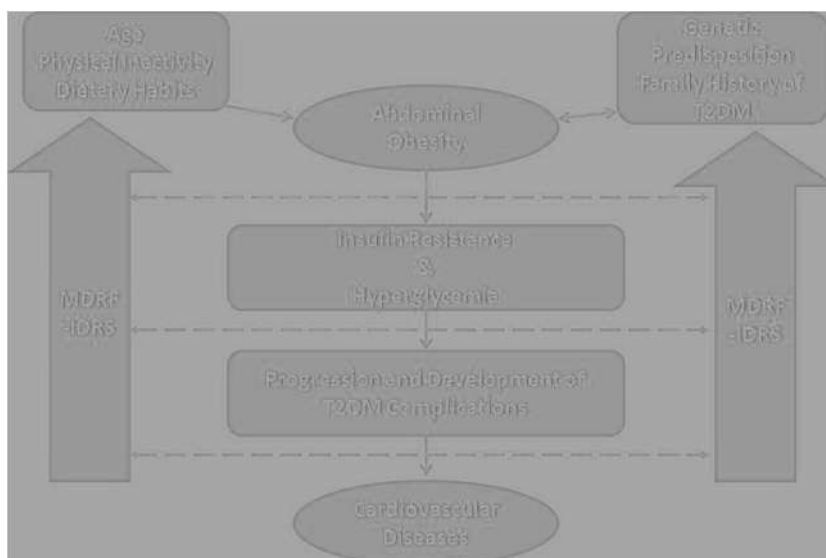 Age
Physical Inactivity
Dietary Habits
Genetic
Predisposition
Family History of
T2DM
Abdominal
Obesity
Insulin Resistance
&
Hyperglycemia
MDRF
-IDRS
MDRF
-IDRS
Progression and Development of
T2DM Complications
Cardiovascular
Diseases